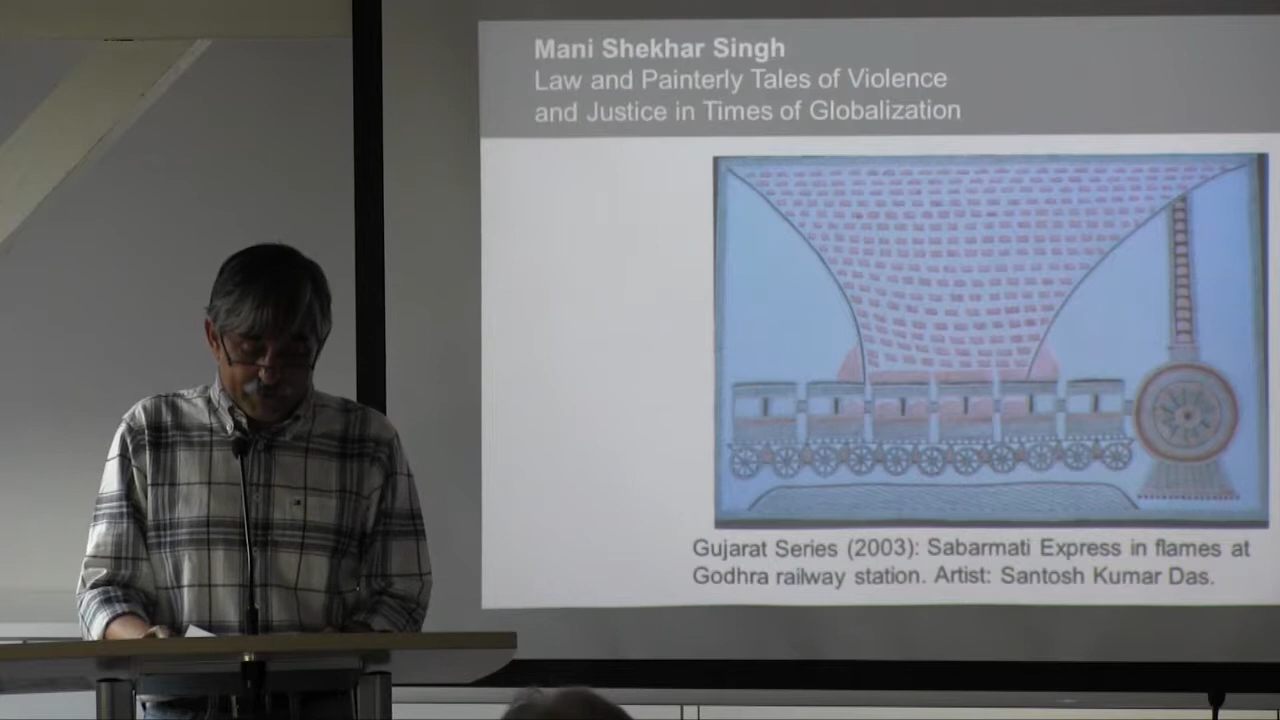 Mani Shekhar Singh
Law and Painterly Tales of Violence
and Justice in Times of Globalization
Gujarat Series (2003): Sabarmati Express in flames at
Godhra railway station. Artist: Santosh Kumar Das.